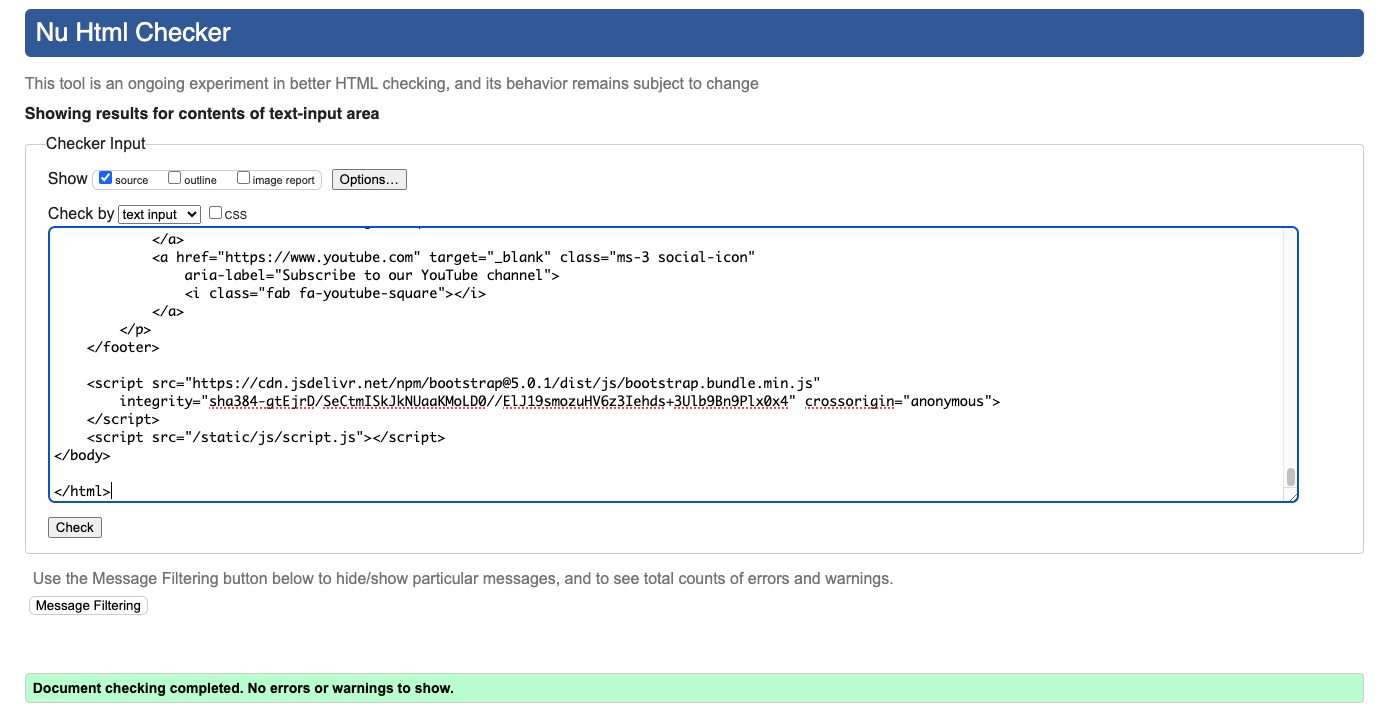 Nu Html Checker
This tool is an ongoing experiment in better HTML checking, and its behavior remains subject to change
Showing results for contents of text-input area
Checker Input
Show source outline image report Options...
Check by text input css
</a>
<a href="https://www.youtube.com" target="_blank" class="ms-3 social-icon"
aria-label="Subscribe to our YouTube channel">
<i class="fab fa-youtube-square"></i>
</a>
</p>
</footer>
<script src="https://cdn.jsdelivr.net/npm/bootstrap@5.0.1/dist/js/bootstrap.bundle.min.js"
integrity="sha384-gtEjrD/SeCtmISkJkNUaaKMoLD0//ElJ19smozuHV6z3Iehds+3Ulb9Bn9Plx0x4" crossorigin="anonymous">
</script>
<script src="/static/js/script.js"></script>
</body>
</html>
Check
Use the Message Filtering button below to hide/show particular messages, and to see total counts of errors and warnings.
Message Filtering
Document checking completed. No errors or warnings to show.